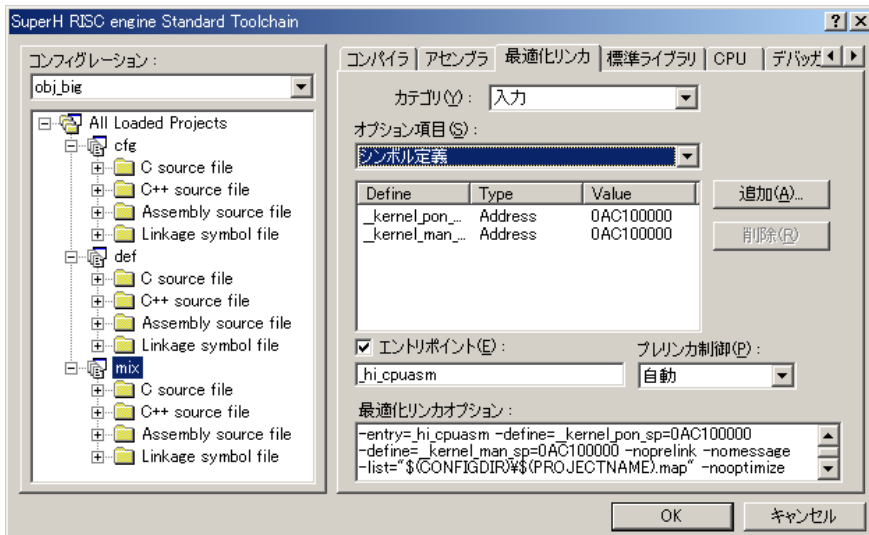 SuperH RISC engine Standard Toolchain
コンフィグレーション :
obj_big
All Loaded Projects
cfg
C source file
C++ source file
Assembly source file
Linkage symbol file
def
C source file
C++ source file
Assembly source file
Linkage symbol file
mix
C source file
C++ source file
Assembly source file
Linkage symbol file
コンパイラ アセンブラ 最適化リンカ 標準ライブラリ CPU デバッガ
カテゴリ(Y) : 入力
オプション項目(S) :
シンボル定義
Define Type Value
__kernel_pon_... Address 0AC100000
__kernel_man_... Address 0AC100000
追加(A)...
削除(R)
エントリポイント(E) :
_hi_cpuasm
プレリンカ制御(P) :
自動
最適化リンカオプション :
-entry=_hi_cpuasm -define=__kernel_pon_sp=0AC100000
-define=__kernel_man_sp=0AC100000 -noprelink -nomessage
-list="$(CONFIGDIR)¥$(PROJECTNAME).map" -nooptimize
OK キャンセル